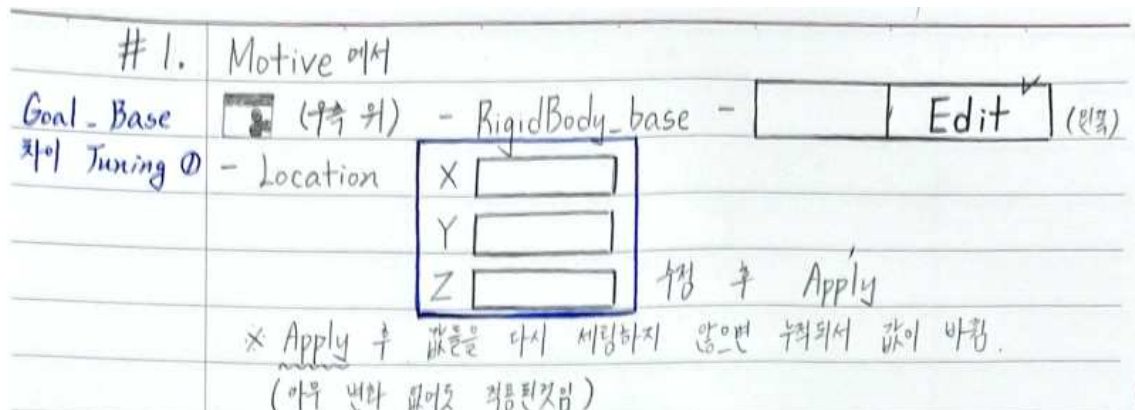 # 1. Motive 에서
Goal_Base (우측 위) - RigidBody_base - Edit (왼쪽)
차이 Tuning ① - Location X
Y
Z 수정 후 Apply
※ Apply 후 값들을 다시 세팅하지 않으면 누적되서 값이 바뀜.
(아무 변화 없어도 적용된것임)